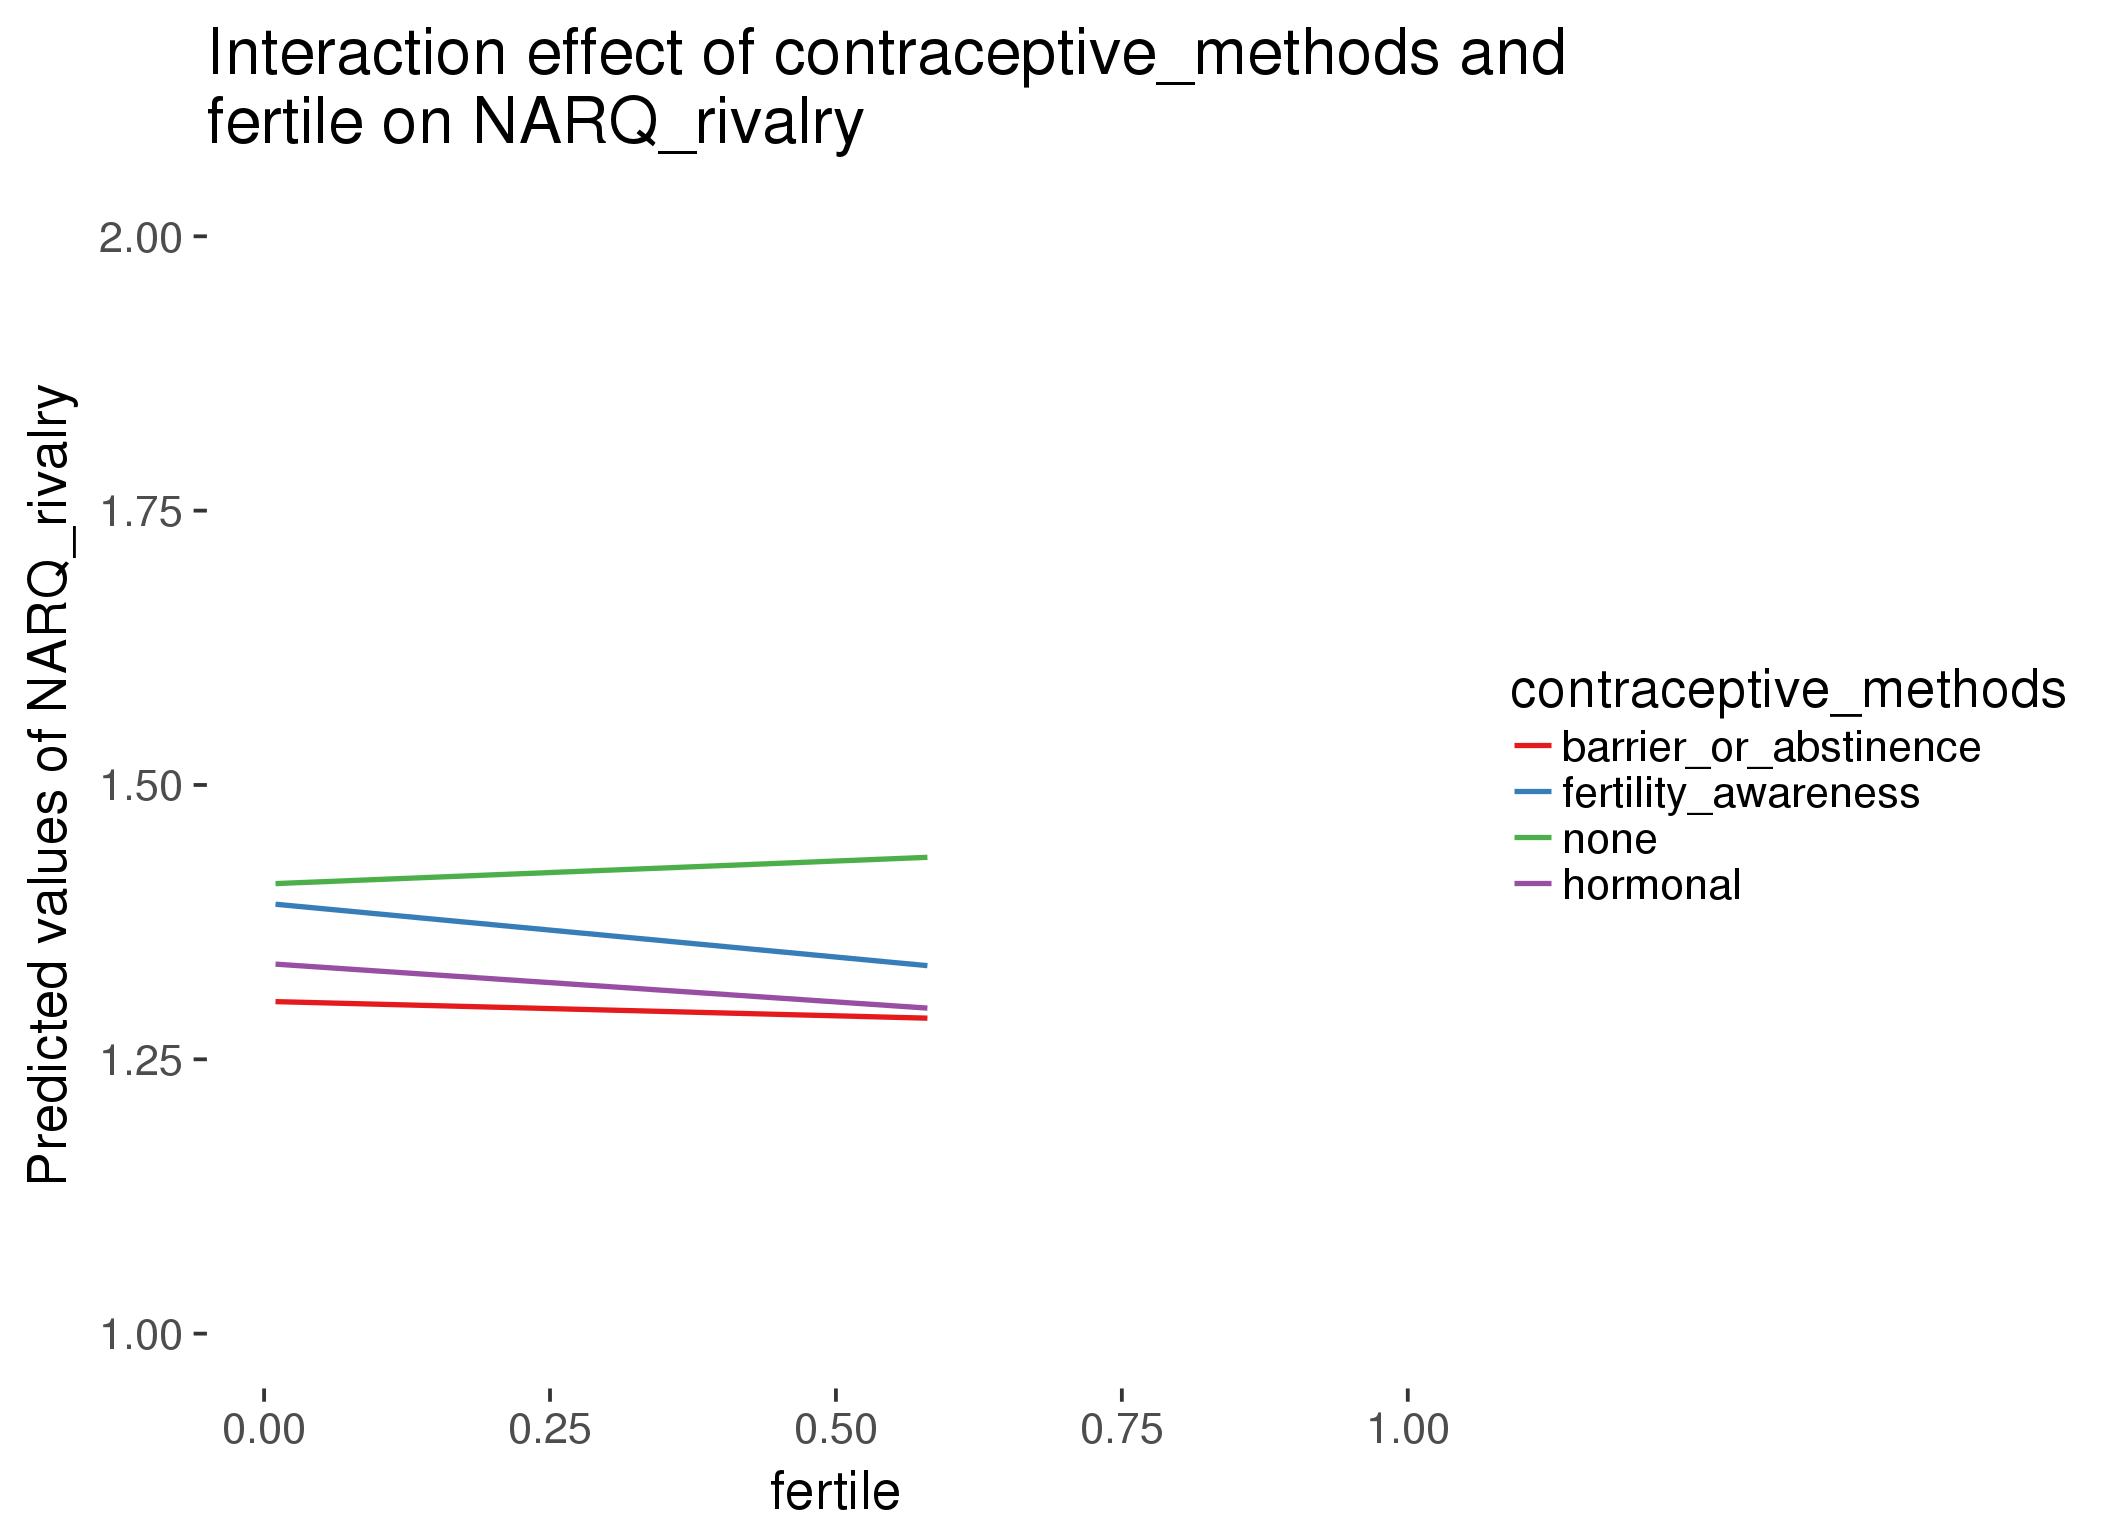 Interaction effect of contraceptive_methods and
fertile on NARQ_rivalry
Predicted values of NARQ_rivalry
2.00
1.75
1.50
1.25
1.00
0.00 0.25 0.50 0.75 1.00
fertile
contraceptive_methods
barrier_or_abstinence
fertility_awareness
none
hormonal